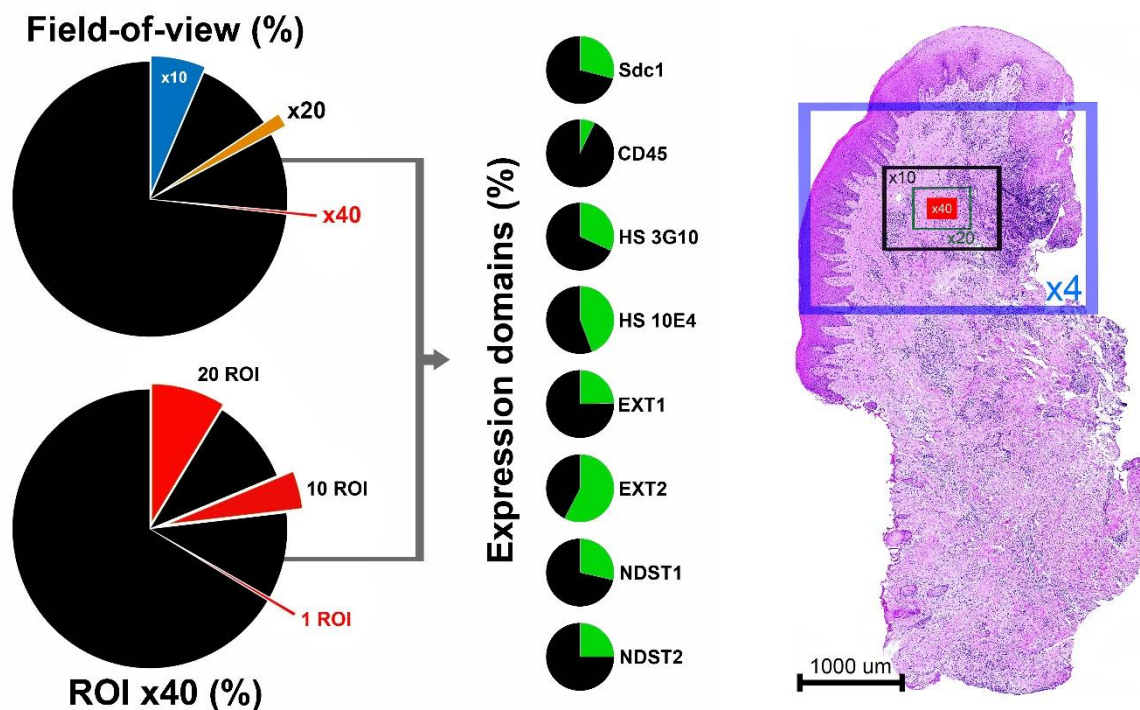 Field-of-view (%)
x10
x20
x40
20 ROI
10 ROI
1 ROI
ROI x40 (%)
Expression domains (%)
Sdc1
CD45
HS 3G10
HS 10E4
EXT1
EXT2
NDST1
NDST2
x10
x40
x20
x4
1000 um